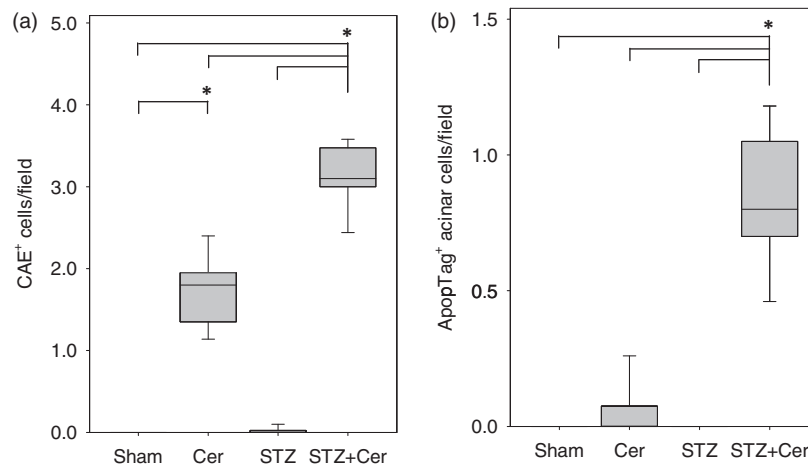 (a)
CAE⁺ cells/field
5.0
4.0
3.0
2.0
1.0
0.0
*
*
Sham Cer STZ STZ+Cer
(b)
ApopTag⁺ acinar cells/field
1.5
1.0
0.5
0.0
*
Sham Cer STZ STZ+Cer